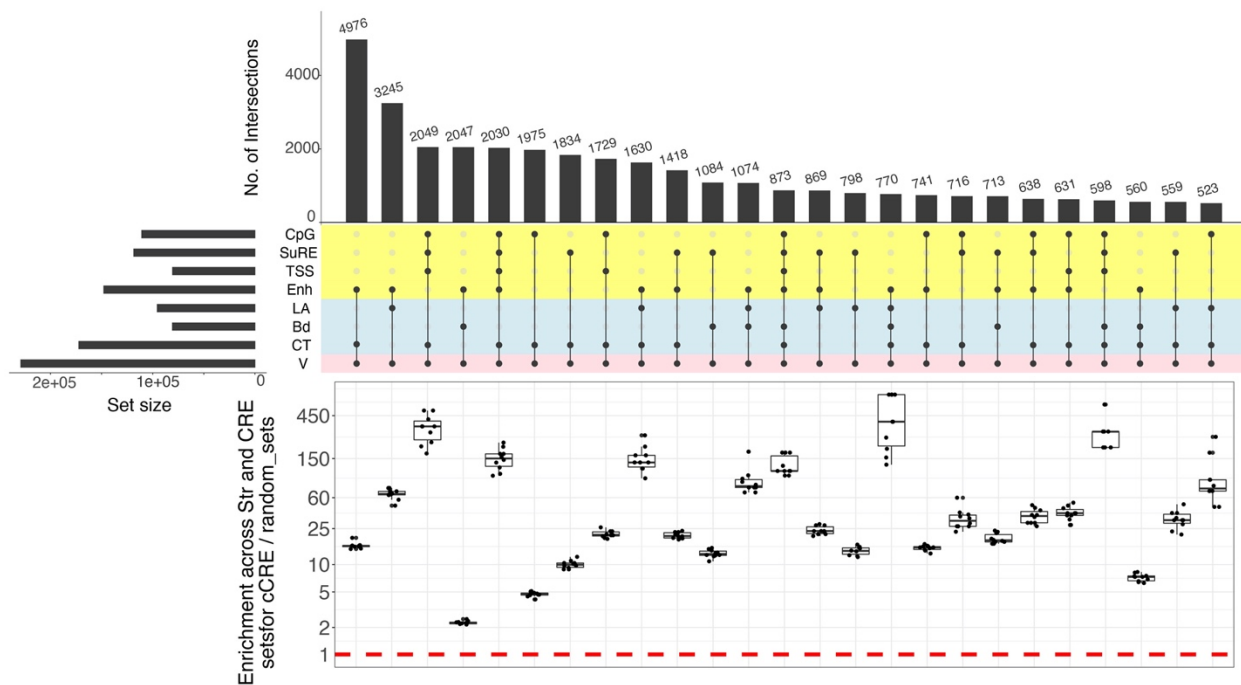 No. of Intersections
4000
2000
0
4976
3245
2049
2047
2030
1975
1834
1729
1630
1418
1084
1074
873
869
798
770
741
716
713
638
631
598
560
559
523
CpG
SuRE
TSS
Enh
LA
Bd
CT
V
2e+05
1e+05
0
Set size
Enrichment across Str and CRE
setsfor cCRE / random_sets
450
150
60
25
10
5
2
1